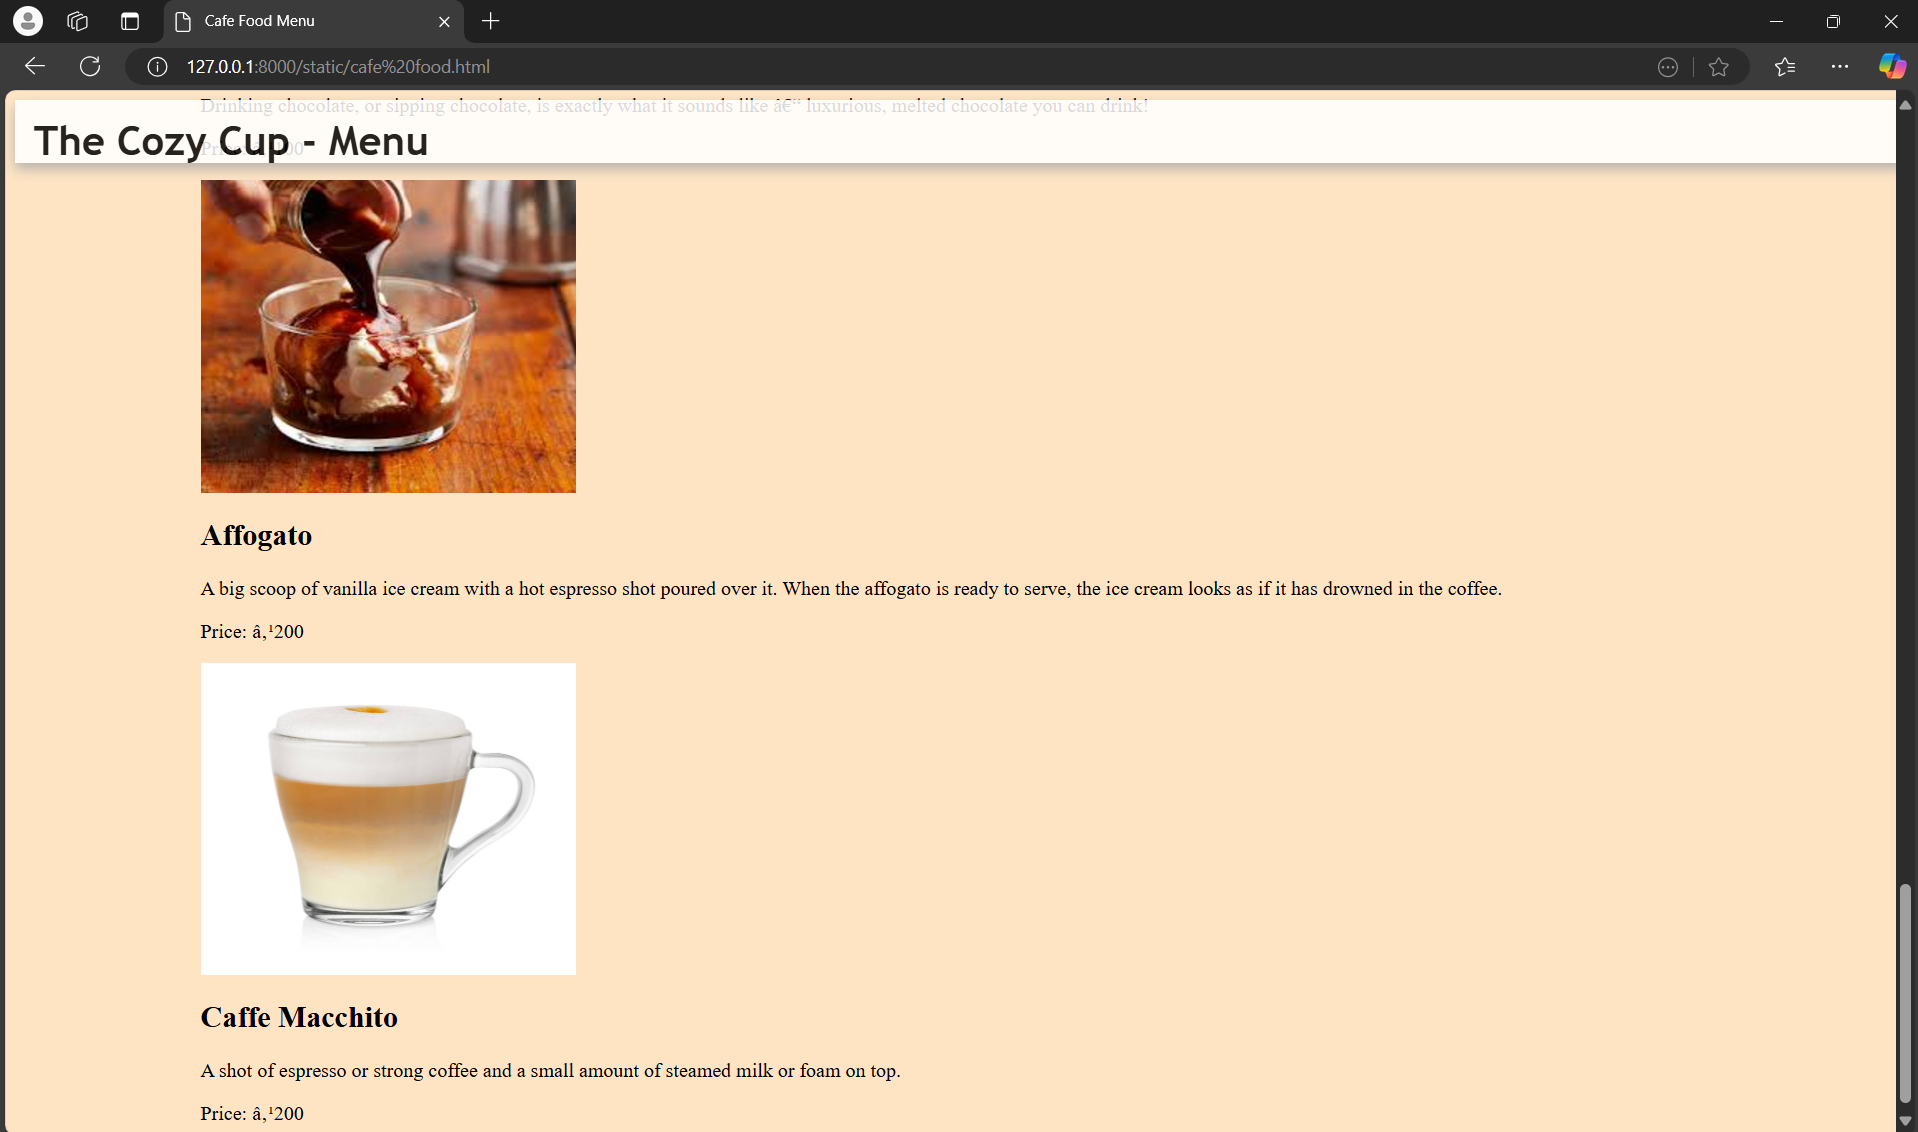 Cafe Food Menu
127.0.0.1:8000/static/cafe%20food.html
Drinking chocolate, or sipping chocolate, is exactly what it sounds like â€“ luxurious, melted chocolate you can drink!
The Cozy Cup - Menu
Affogato
A big scoop of vanilla ice cream with a hot espresso shot poured over it. When the affogato is ready to serve, the ice cream looks as if it has drowned in the coffee.
Price: â‚¹200
Caffe Macchito
A shot of espresso or strong coffee and a small amount of steamed milk or foam on top.
Price: â‚¹200